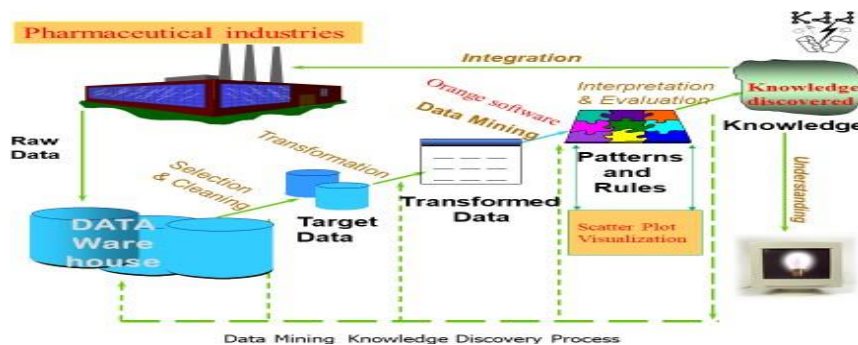 Pharmaceutical industries
KDD
Integration
Interpretation
& Evaluation
Knowledge
discovered
Knowledge
Orange software
Data Mining
Raw
Data
Transformation
Selection
& Cleaning
Patterns
and
Rules
Transformed
Data
Target
Data
Understanding
DATA
Ware
house
Scatter Plot
Visualization
Data Mining Knowledge Discovery Process